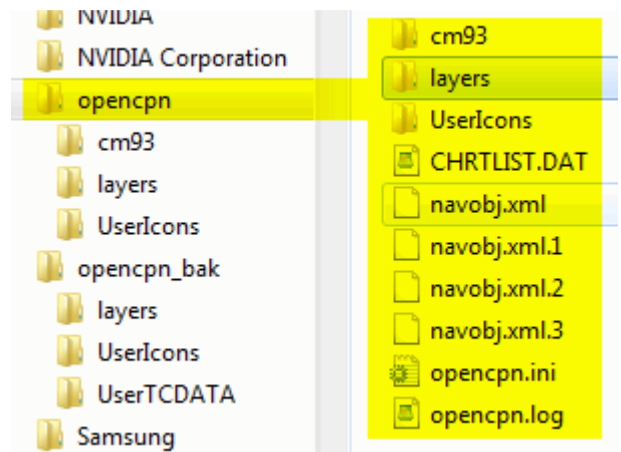 NVIDIA
NVIDIA Corporation
opencpn
cm93
layers
UserIcons
opencpn_bak
layers
UserIcons
UserTCDATA
Samsung
cm93
layers
UserIcons
CHRTLIST.DAT
navobj.xml
navobj.xml.1
navobj.xml.2
navobj.xml.3
opencpn.ini
opencpn.log